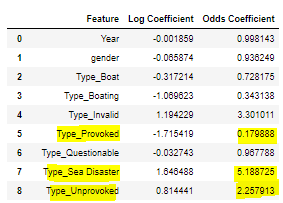 Feature Log Coefficient Odds Coefficient
0 Year -0.001859 0.998143
1 gender -0.065874 0.936249
2 Type_Boat -0.317214 0.728175
3 Type_Boating -1.069623 0.343138
4 Type_Invalid 1.194229 3.301011
5 Type_Provoked -1.715419 0.179888
6 Type_Questionable -0.032743 0.967788
7 Type_Sea Disaster 1.646488 5.188725
8 Type_Unprovoked 0.814441 2.257913